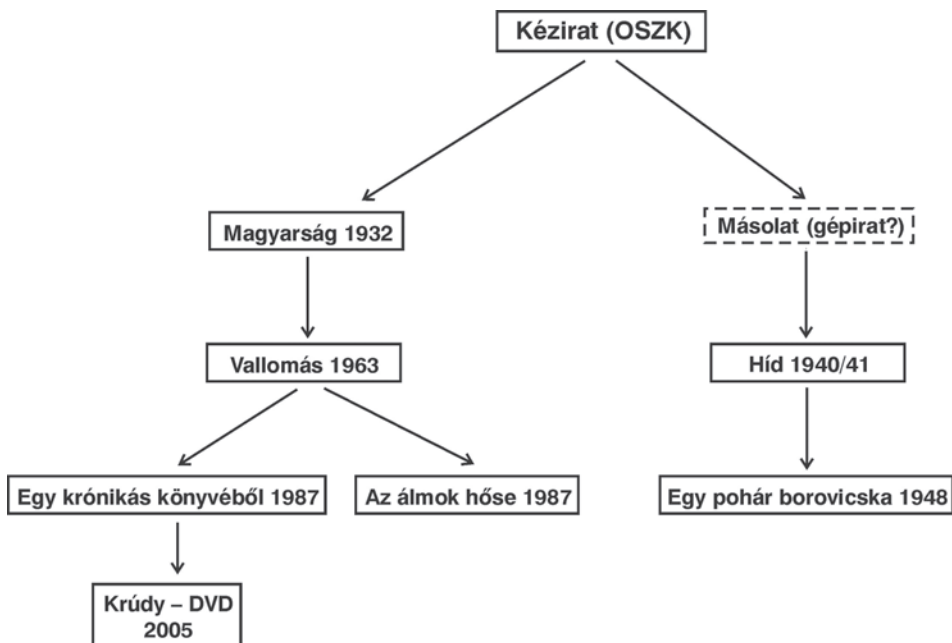 Kézirat (OSZK)
Magyarság 1932
Másolat (gépirat?)
Vallomás 1963
Híd 1940/41
Egy krónikás könyvéből 1987
Az álmok hőse 1987
Egy pohár borovicska 1948
Krúdy – DVD
2005